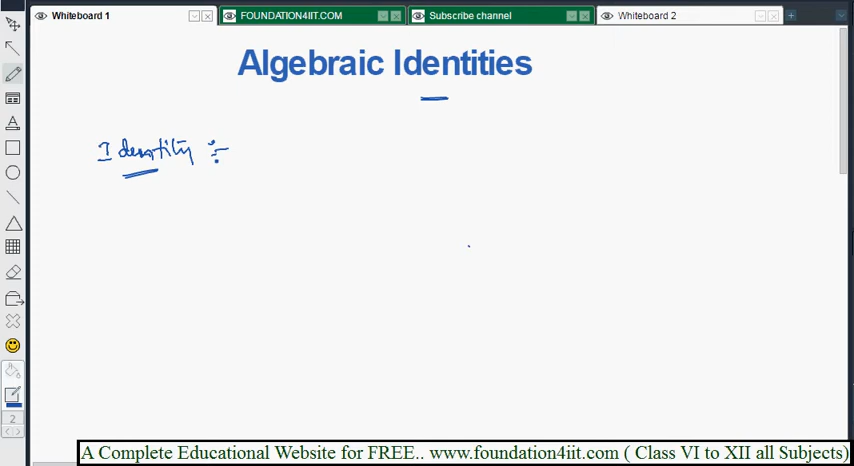 Whiteboard 1 FOUNDATION4IIT.COM Subscribe channel Whiteboard 2
Algebraic Identities
Identity :-
2
A Complete Educational Website for FREE.. www.foundation4iit.com ( Class VI to XII all Subjects)